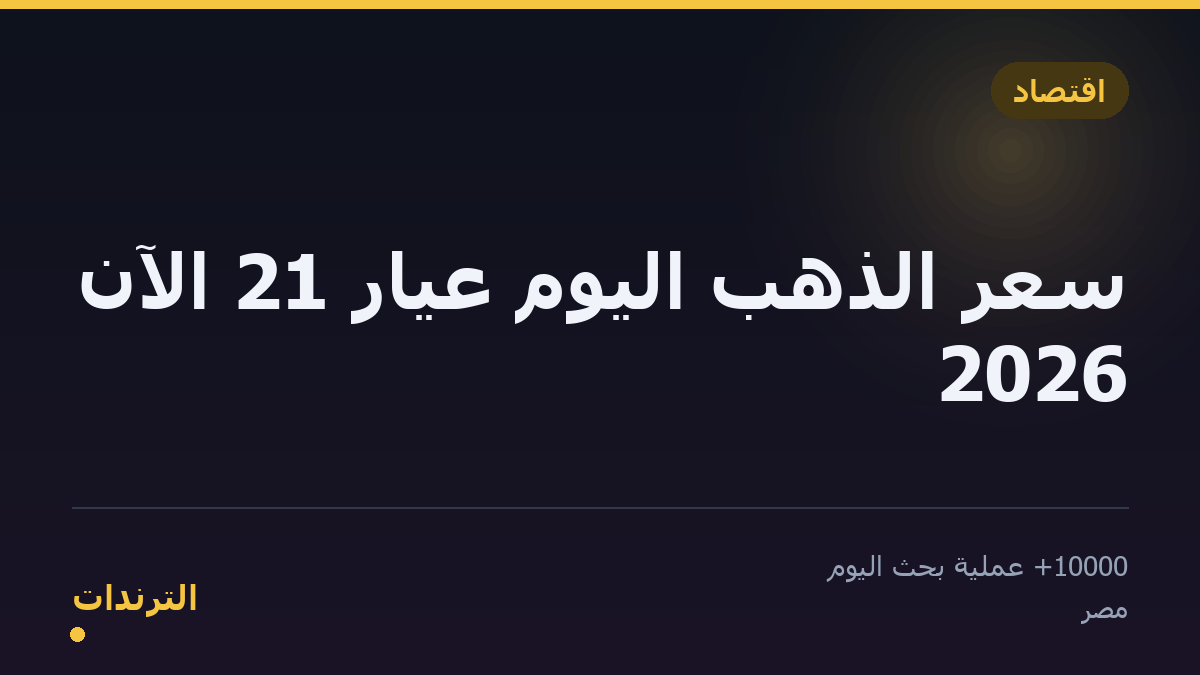 اقتصاد
سعر الذهب اليوم عيار 21 الآن
2026
10000+ عملية بحث اليوم
مصر
الترندات